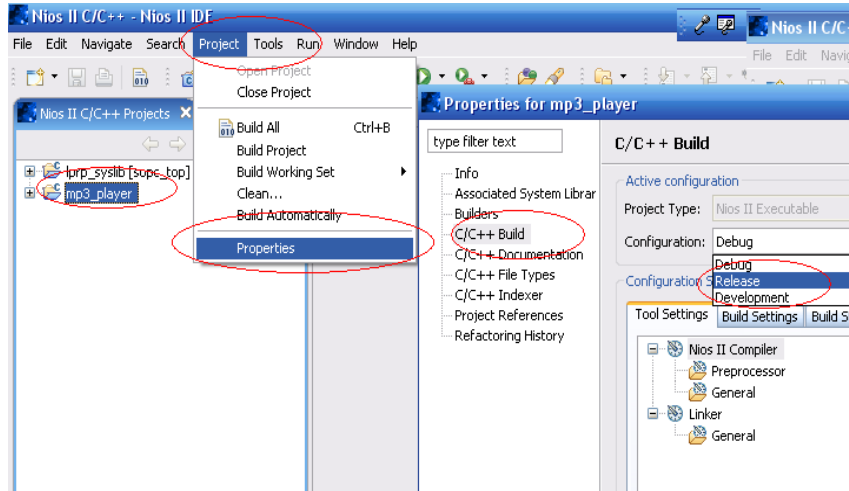 Nios II C/C++ - Nios II IDE
File Edit Navigate Search Project Tools Run Window Help
Nios II C/C++ Projects
lprp_syslib [sopc_top]
mp3_player
Open Project
Close Project
Build All Ctrl+B
Build Project
Build Working Set
Clean...
Build Automatically
Properties
Nios II C/C
File Edit Navig
Properties for mp3_player
type filter text
Info
Associated System Librar
Builders
C/C++ Build
C/C++ Documentation
C/C++ File Types
C/C++ Indexer
Project References
Refactoring History
C/C++ Build
Active configuration
Project Type: Nios II Executable
Configuration: Debug
Debug
Release
Development
Configuration S
Tool Settings Build Settings Build S
Nios II Compiler
Preprocessor
General
Linker
General